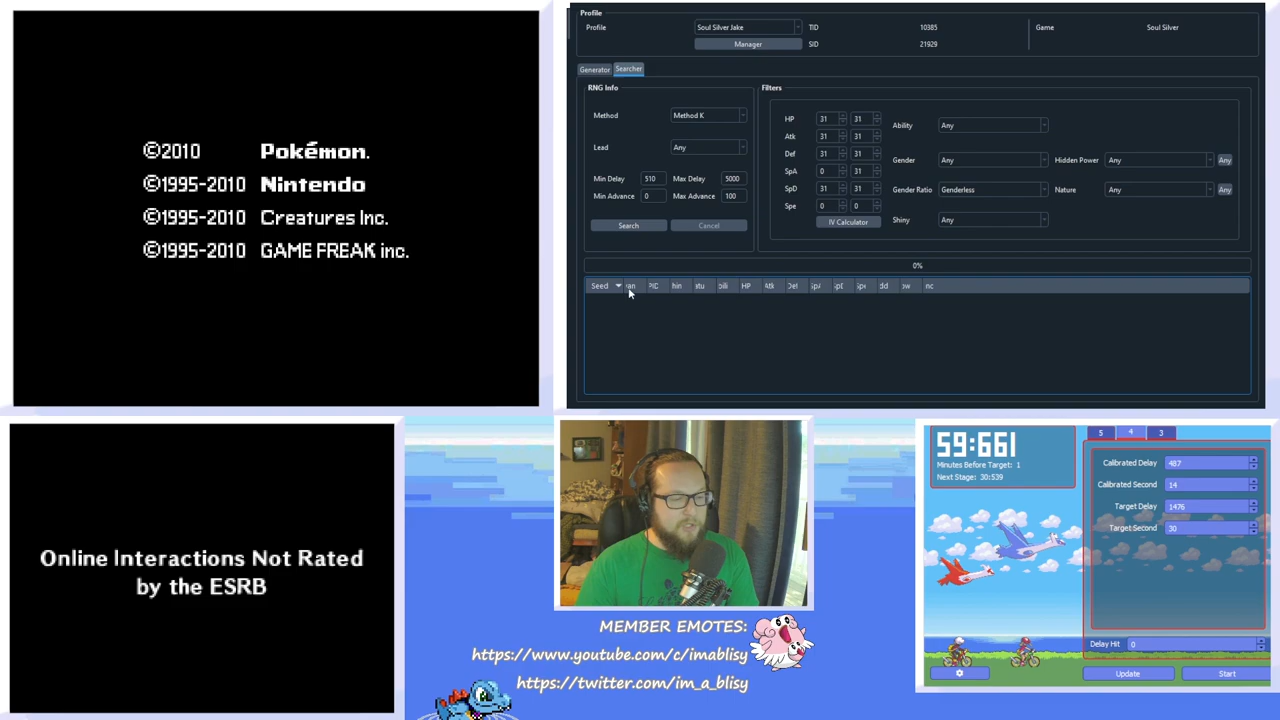 ©2010 Pokémon.
©1995-2010 Nintendo
©1995-2010 Creatures Inc.
©1995-2010 GAME FREAK inc.
Profile
Profile Soul Silver Jake TID 10385 Game Soul Silver
Manager SID 21929
Generator Searcher
RNG Info Filters
Method Method K
Lead Any
Min Delay 510 Max Delay 5000
Min Advance 0 Max Advance 100
Search Cancel
HP 31 31
Atk 31 31
Def 31 31
SpA 0 31
SpD 31 31
Spe 0 0
IV Calculator
Ability Any
Gender Any Hidden Power Any Any
Gender Ratio Genderless Nature Any Any
Shiny Any
0%
Seed HP Atk
Online Interactions Not Rated
by the ESRB
MEMBER EMOTES:
https://www.youtube.com/c/imablisy
https://twitter.com/im_a_blisy
59:661
Minutes Before Target: 1
Next Stage: 30:539
5 4 3
Calibrated Delay 487
Calibrated Second 14
Target Delay 1476
Target Second 30
Delay Hit 0
Update Start